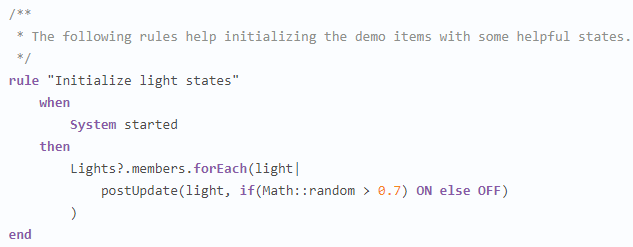 /**
 * The following rules help initializing the demo items with some helpful states.
 */
rule "Initialize light states"
    when
        System started
    then
        Lights?.members.forEach(light|
            postUpdate(light, if(Math::random > 0.7) ON else OFF)
        )
end